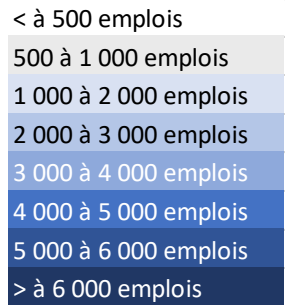 < à 500 emplois
500 à 1 000 emplois
1 000 à 2 000 emplois
2 000 à 3 000 emplois
3 000 à 4 000 emplois
4 000 à 5 000 emplois
5 000 à 6 000 emplois
> à 6 000 emplois